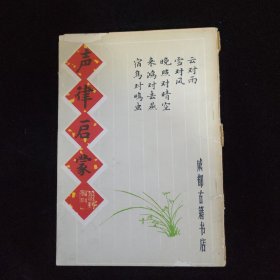 声律启蒙
云对雨
雪对风
晚照对晴空
来鸿对去燕
宿鸟对鸣虫
成都古籍书店